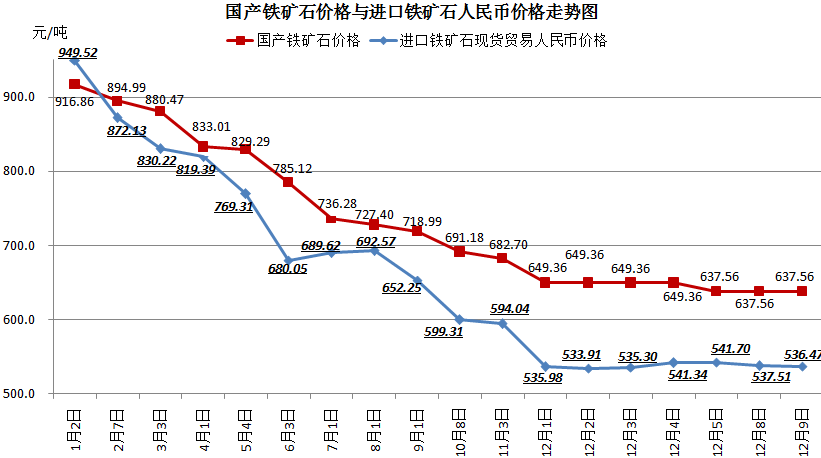 国产铁矿石价格与进口铁矿石人民币价格走势图
元/吨
国产铁矿石价格
进口铁矿石现货贸易人民币价格
900.0
800.0
700.0
600.0
500.0
916.86
894.99
880.47
833.01
829.29
785.12
736.28
727.40
718.99
691.18
682.70
649.36
649.36
649.36
649.36
637.56
637.56
637.56
949.52
872.13
830.22
819.39
769.31
680.05
689.62
692.57
652.25
599.31
594.04
535.98
533.91
535.30
541.34
541.70
537.51
536.47
1月2日
2月7日
3月3日
4月1日
5月4日
6月3日
7月1日
8月1日
9月1日
10月8日
11月3日
12月1日
12月2日
12月3日
12月4日
12月5日
12月8日
12月9日